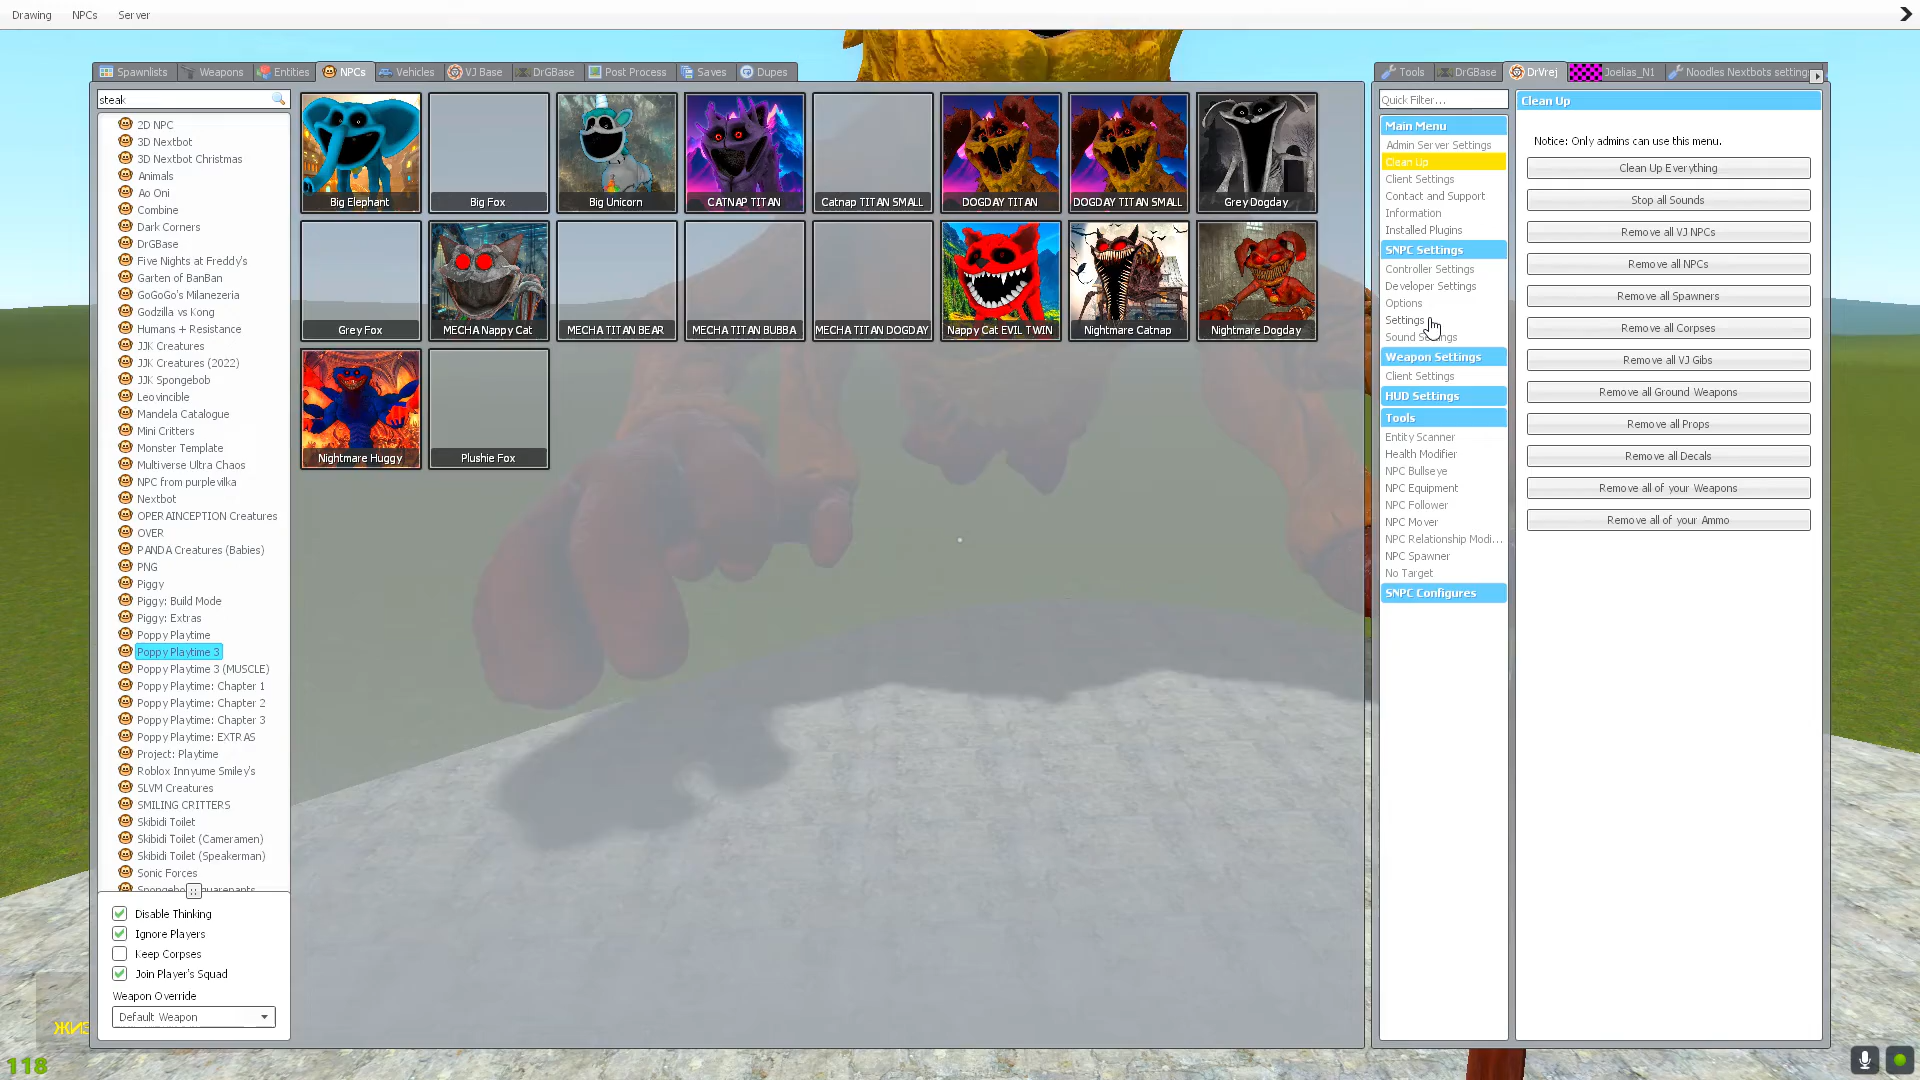 Drawing NPCs Server
Spawnlists Weapons Entities NPCs Vehicles VJ Base DrGBase Post Process Saves Dupes
steak
2D NPC
3D Nextbot
3D Nextbot Christmas
Animals
Ao Oni
Combine
Dark Corners
DrGBase
Five Nights at Freddy's
Garten of BanBan
GoGoGo's Milanezeria
Godzilla vs Kong
Humans + Resistance
JJK Creatures
JJK Creatures (2022)
JJK Spongebob
Leovincible
Mandela Catalogue
Mini Critters
Monster Template
Multiverse Ultra Chaos
NPC from purplevilka
Nextbot
OPERAINCEPTION Creatures
OVER
PANDA Creatures (Babies)
PNG
Piggy
Piggy: Build Mode
Piggy: Extras
Poppy Playtime
Poppy Playtime 3
Poppy Playtime 3 (MUSCLE)
Poppy Playtime: Chapter 1
Poppy Playtime: Chapter 2
Poppy Playtime: Chapter 3
Poppy Playtime: EXTRAS
Project: Playtime
Roblox Innyume Smiley's
SLVM Creatures
SMILING CRITTERS
Skibidi Toilet
Skibidi Toilet (Cameramen)
Skibidi Toilet (Speakerman)
Sonic Forces
Disable Thinking
Ignore Players
Keep Corpses
Join Player's Squad
Weapon Override
Default Weapon
Big Elephant Big Fox Big Unicorn CATNAP TITAN Catnap TITAN SMALL DOGDAY TITAN DOGDAY TITAN SMALL Grey Dogday
Grey Fox MECHA Nappy Cat MECHA TITAN BEAR MECHA TITAN BUBBA MECHA TITAN DOGDAY Nappy Cat EVIL TWIN Nightmare Catnap Nightmare Dogday
Nightmare Huggy Plushie Fox
Tools DrGBase DrVrej Joelias_N1 Noodles Nextbots setting
Quick Filter...
Main Menu
Admin Server Settings
Clean Up
Client Settings
Contact and Support
Information
Installed Plugins
SNPC Settings
Controller Settings
Developer Settings
Options
Settings
Sound Settings
Weapon Settings
Client Settings
HUD Settings
Tools
Entity Scanner
Health Modifier
NPC Bullseye
NPC Equipment
NPC Follower
NPC Mover
NPC Relationship Modi...
NPC Spawner
No Target
SNPC Configures
Clean Up
Notice: Only admins can use this menu.
Clean Up Everything
Stop all Sounds
Remove all VJ NPCs
Remove all NPCs
Remove all Spawners
Remove all Corpses
Remove all VJ Gibs
Remove all Ground Weapons
Remove all Props
Remove all Decals
Remove all of your Weapons
Remove all of your Ammo
118